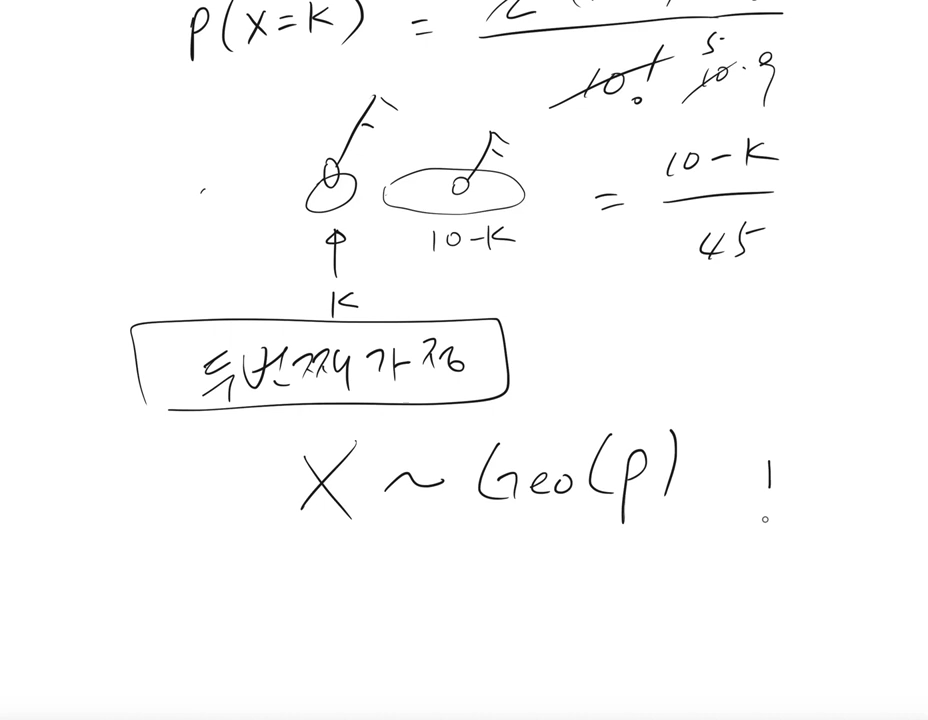 P(X=K) =
10! 10·9
5
= 10-K
45
10-K
K
두번째 가정
X ~ Geo(p) !